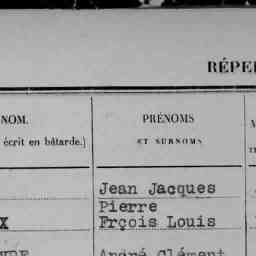 RÉPE
NOM.
PRÉNOMS
écrit en bâtarde.]
ET SURNOMS
Jean Jacques
Pierre
X
Frçois Louis
André Clément